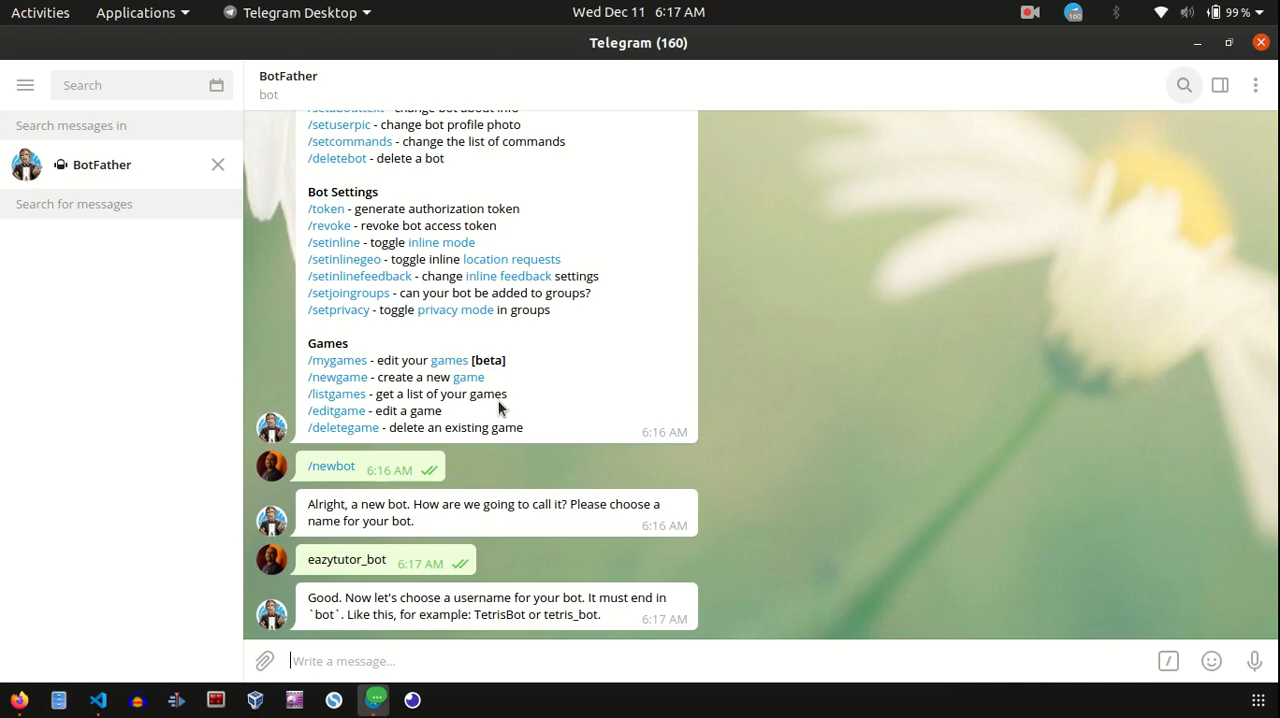 Activities Applications Telegram Desktop Wed Dec 11 6:17 AM 160 99 %
Telegram (160)
Search
BotFather
bot
Search messages in
BotFather
Search for messages
/setabouttext - change bot about info
/setuserpic - change bot profile photo
/setcommands - change the list of commands
/deletebot - delete a bot
Bot Settings
/token - generate authorization token
/revoke - revoke bot access token
/setinline - toggle inline mode
/setinlinegeo - toggle inline location requests
/setinlinefeedback - change inline feedback settings
/setjoingroups - can your bot be added to groups?
/setprivacy - toggle privacy mode in groups
Games
/mygames - edit your games [beta]
/newgame - create a new game
/listgames - get a list of your games
/editgame - edit a game
/deletegame - delete an existing game
6:16 AM
/newbot 6:16 AM
Alright, a new bot. How are we going to call it? Please choose a
name for your bot. 6:16 AM
eazytutor_bot 6:17 AM
Good. Now let's choose a username for your bot. It must end in
`bot`. Like this, for example: TetrisBot or tetris_bot. 6:17 AM
Write a message...